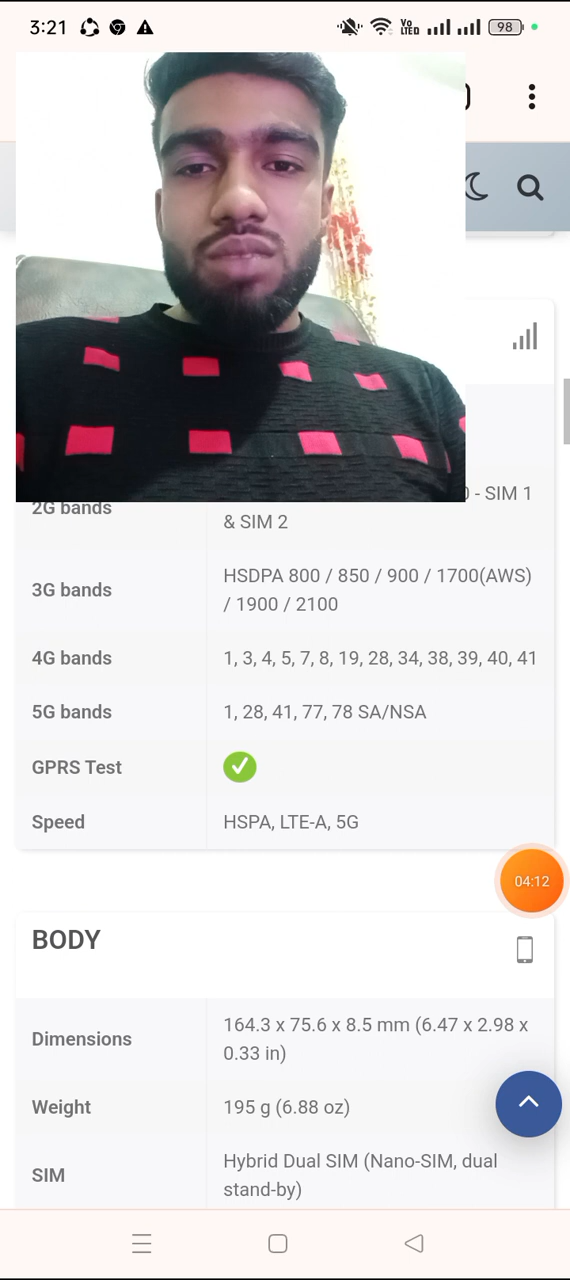 3:21
Vo
LTED
98
2G bands
0 - SIM 1
& SIM 2
3G bands
HSDPA 800 / 850 / 900 / 1700(AWS)
/ 1900 / 2100
4G bands
1, 3, 4, 5, 7, 8, 19, 28, 34, 38, 39, 40, 41
5G bands
1, 28, 41, 77, 78 SA/NSA
GPRS Test
Speed
HSPA, LTE-A, 5G
04:12
BODY
Dimensions
164.3 x 75.6 x 8.5 mm (6.47 x 2.98 x
0.33 in)
Weight
195 g (6.88 oz)
SIM
Hybrid Dual SIM (Nano-SIM, dual
stand-by)